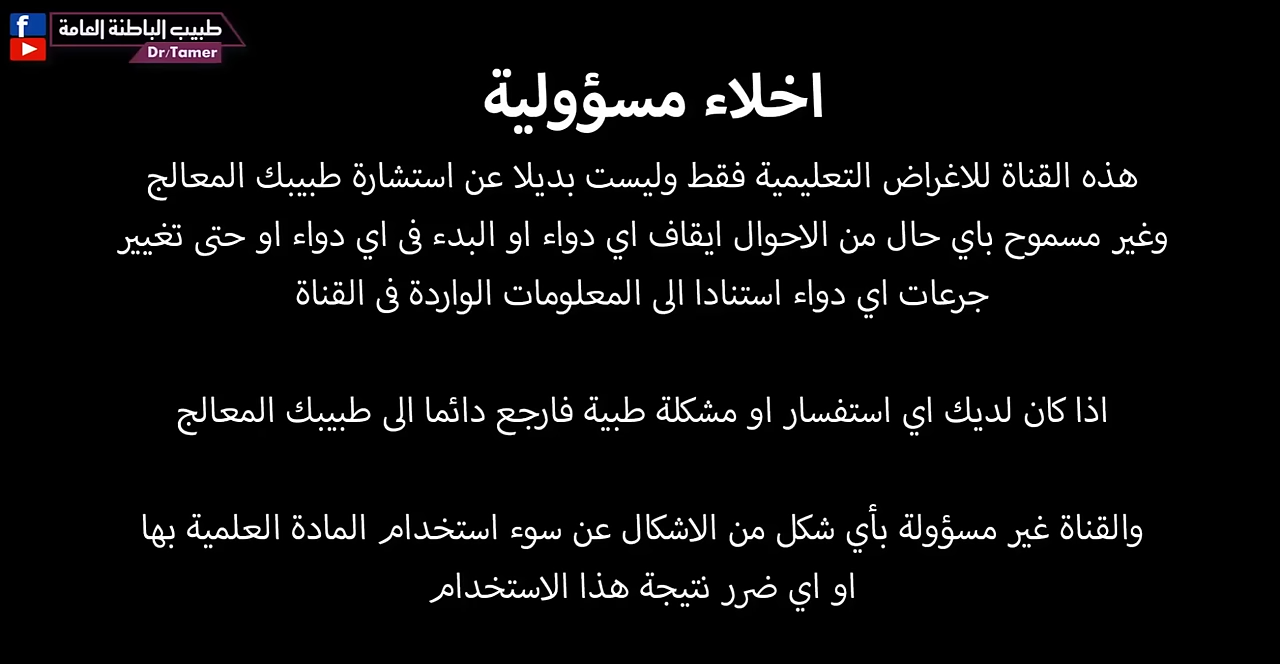 f
طبيب الباطنة العامة
Dr/Tamer
اخلاء مسؤولية
هذه القناة للاغراض التعليمية فقط وليست بديلا عن استشارة طبيبك المعالج
وغير مسموح باي حال من الاحوال ايقاف اي دواء او البدء فى اي دواء او حتى تغيير
جرعات اي دواء استنادا الى المعلومات الواردة فى القناة
اذا كان لديك اي استفسار او مشكلة طبية فارجع دائما الى طبيبك المعالج
والقناة غير مسؤولة بأي شكل من الاشكال عن سوء استخدام المادة العلمية بها
او اي ضرر نتيجة هذا الاستخدام